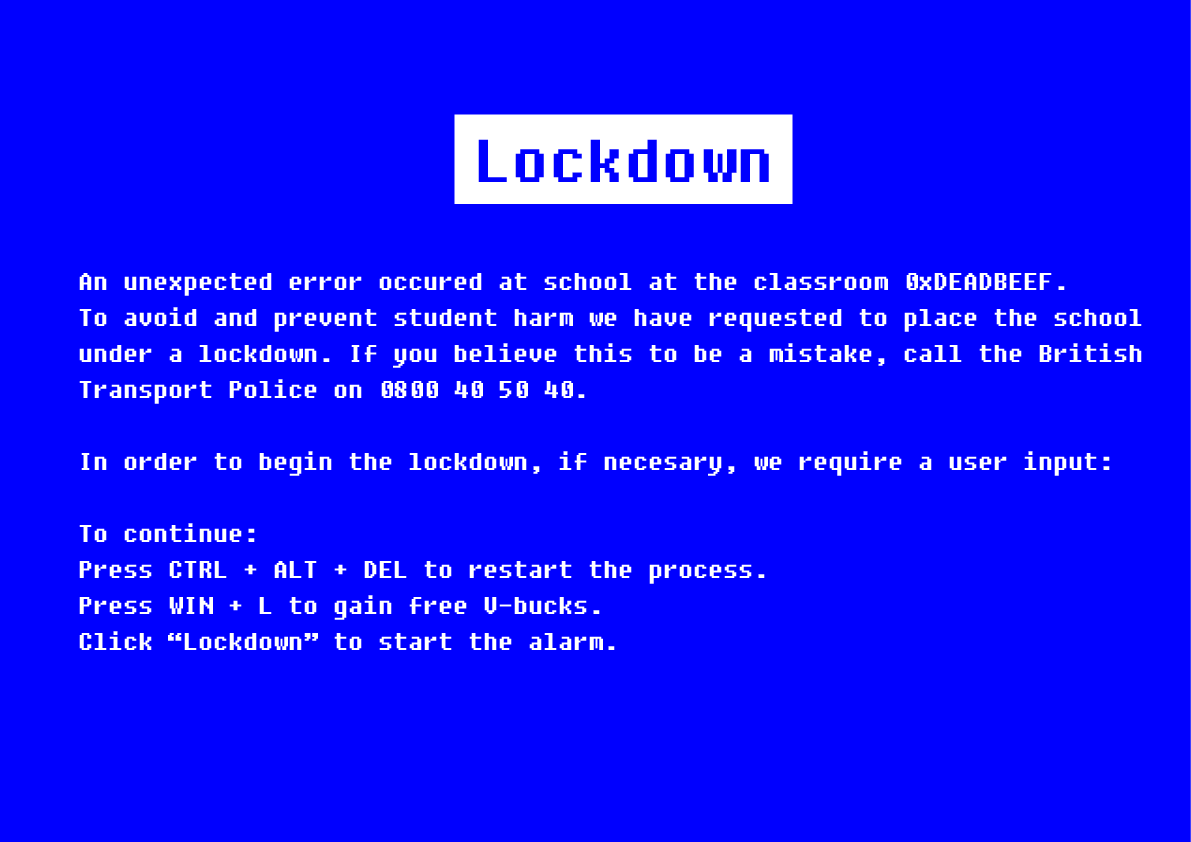 Lockdown
An unexpected error occured at school at the classroom 0xDEADBEEF.
To avoid and prevent student harm we have requested to place the school
under a lockdown. If you believe this to be a mistake, call the British
Transport Police on 0800 40 50 40.
In order to begin the lockdown, if necesary, we require a user input:
To continue:
Press CTRL + ALT + DEL to restart the process.
Press WIN + L to gain free V-bucks.
Click “Lockdown” to start the alarm.